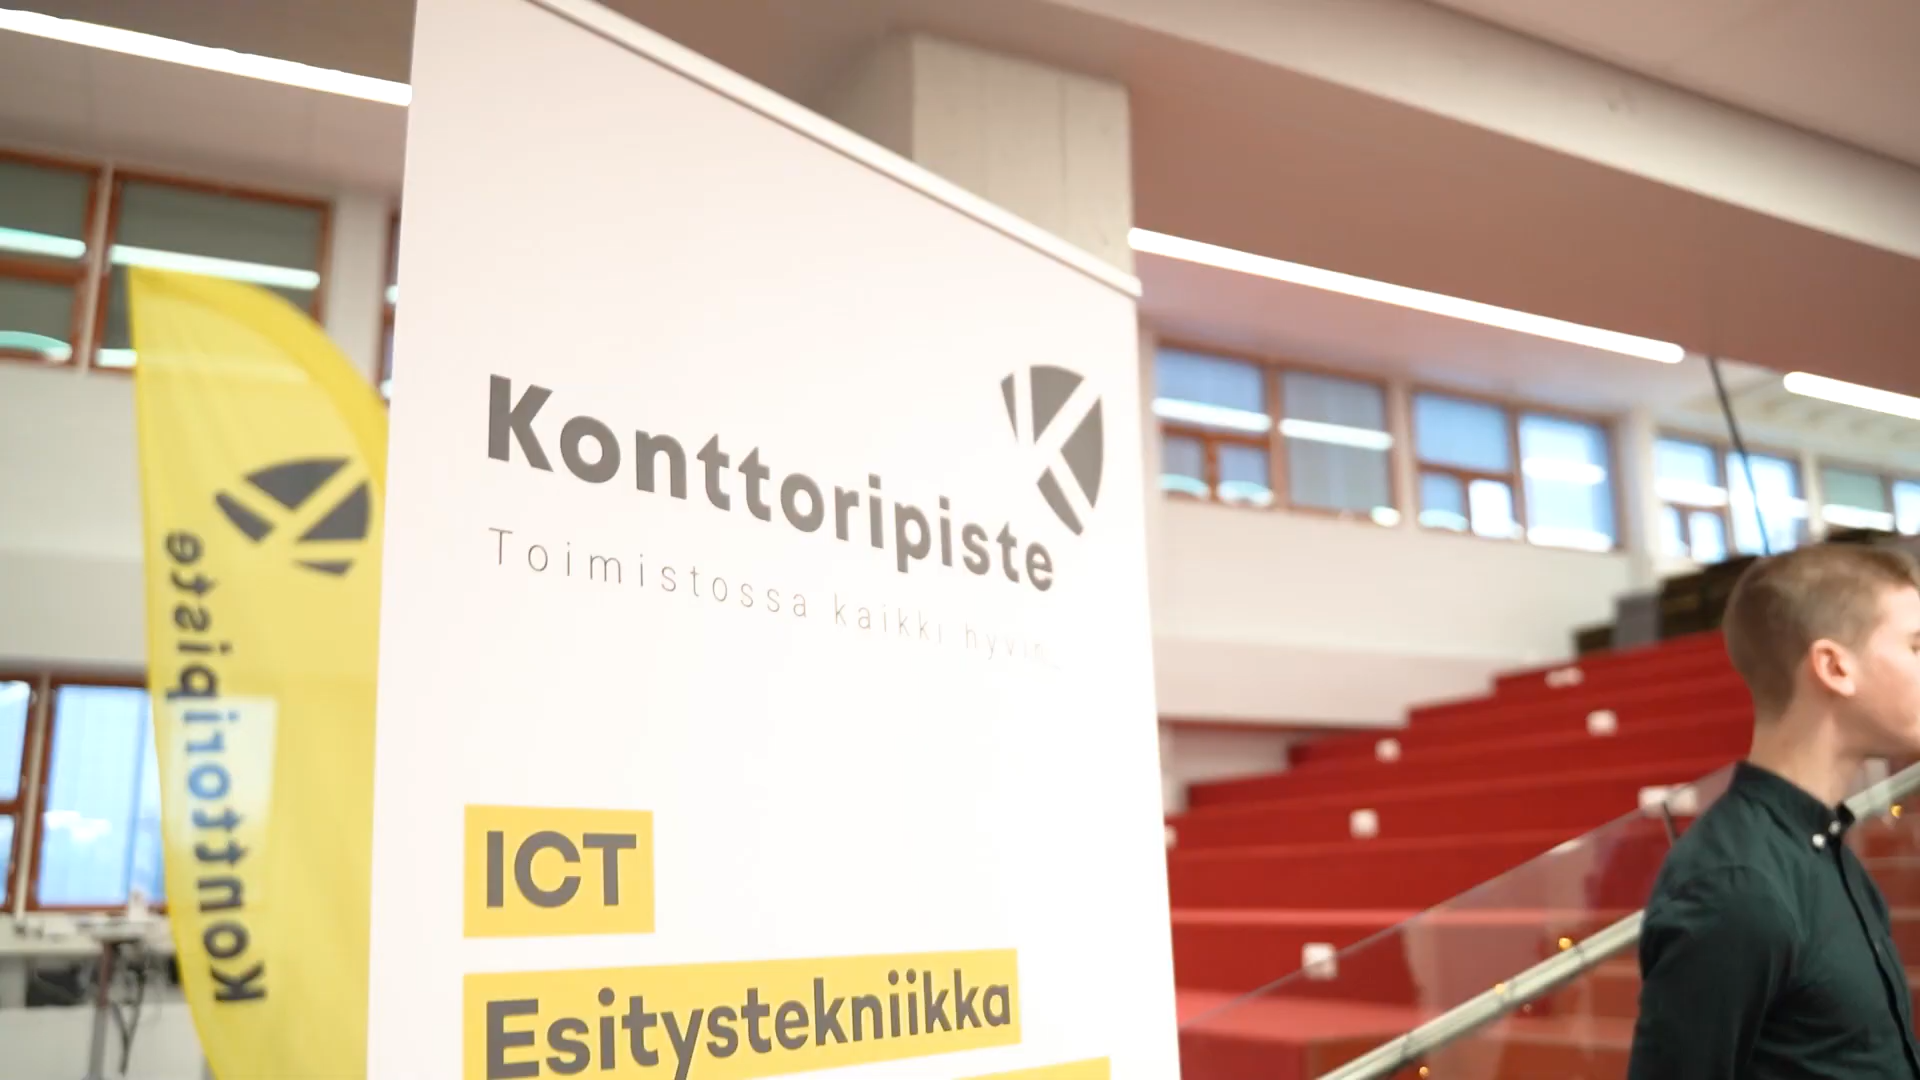 Konttoripiste
Toimistossa kaikki hyvin.
ICT
Esitystekniikka
Konttoripiste